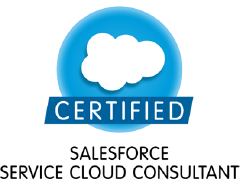 CERTIFIED
SALESFORCE
SERVICE CLOUD CONSULTANT